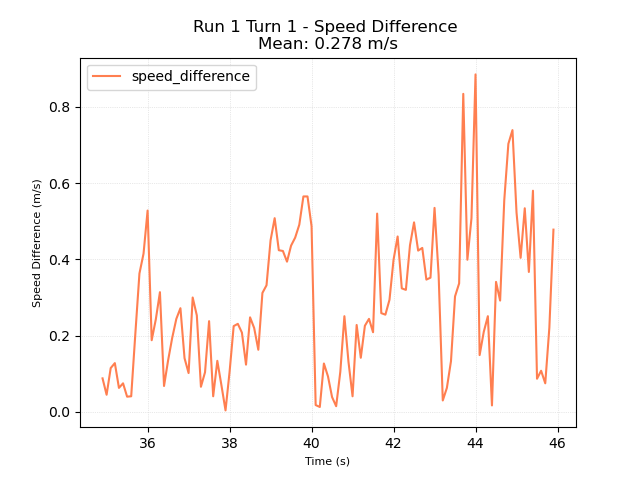 Run 1 Turn 1 - Speed Difference
Mean: 0.278 m/s
speed_difference
Speed Difference (m/s)
0.8
0.6
0.4
0.2
0.0
36 38 40 42 44 46
Time (s)